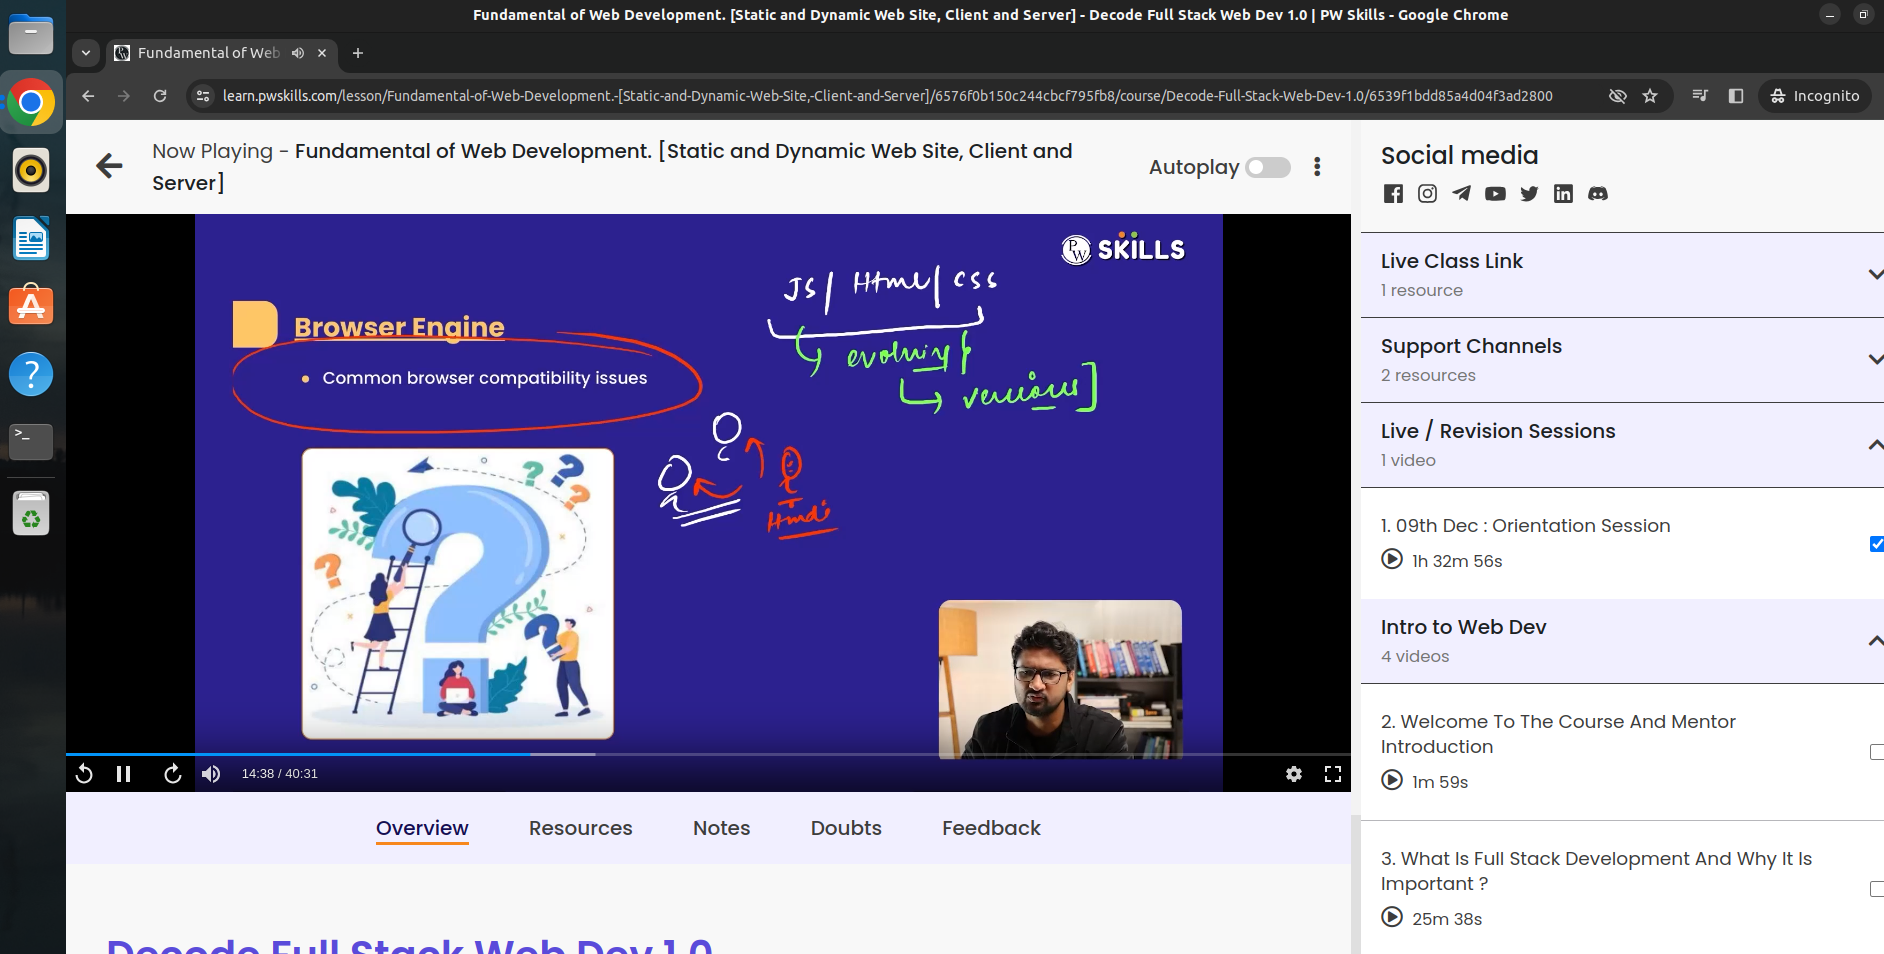 Fundamental of Web Development. [Static and Dynamic Web Site, Client and Server] - Decode Full Stack Web Dev 1.0 | PW Skills - Google Chrome
Fundamental of Web
learn.pwskills.com/lesson/Fundamental-of-Web-Development.-[Static-and-Dynamic-Web-Site,-Client-and-Server]/6576f0b150c244cbcf795fb8/course/Decode-Full-Stack-Web-Dev-1.0/6539f1bdd85a4d04f3ad2800
Incognito
Now Playing - Fundamental of Web Development. [Static and Dynamic Web Site, Client and
Server]
Autoplay
PW SKILLS
JS / Html / CSS
Browser Engine
evolving
Common browser compatibility issues
versions]
Hindi
14:38 / 40:31
Overview
Resources
Notes
Doubts
Feedback
Decode Full Stack Web Dev 1.0
Social media
Live Class Link
1 resource
Support Channels
2 resources
Live / Revision Sessions
1 video
1. 09th Dec : Orientation Session
1h 32m 56s
Intro to Web Dev
4 videos
2. Welcome To The Course And Mentor
Introduction
1m 59s
3. What Is Full Stack Development And Why It Is
Important ?
25m 38s